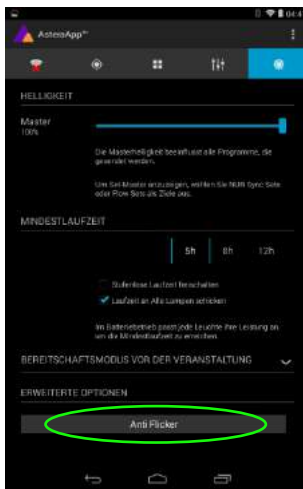 AsteraApp™
HELLIGKEIT
Master
100%
Die Masterhelligkeit beeinflusst alle Programme, die
gesendet werden.
Um Set-Master anzuzeigen, wählen Sie NUR Sync Sets
oder Flow Sets als Ziele aus.
MINDESTLAUFZEIT
5h 8h 12h
Stufenlose Laufzeit freischalten
Laufzeit an Alle Lampen schicken
Im Batteriebetrieb passt jede Leuchte ihre Leistung an
um die Mindestlaufzeit zu erreichen.
BEREITSCHAFTSMODUS VOR DER VERANSTALTUNG
ERWEITERTE OPTIONEN
Anti Flicker